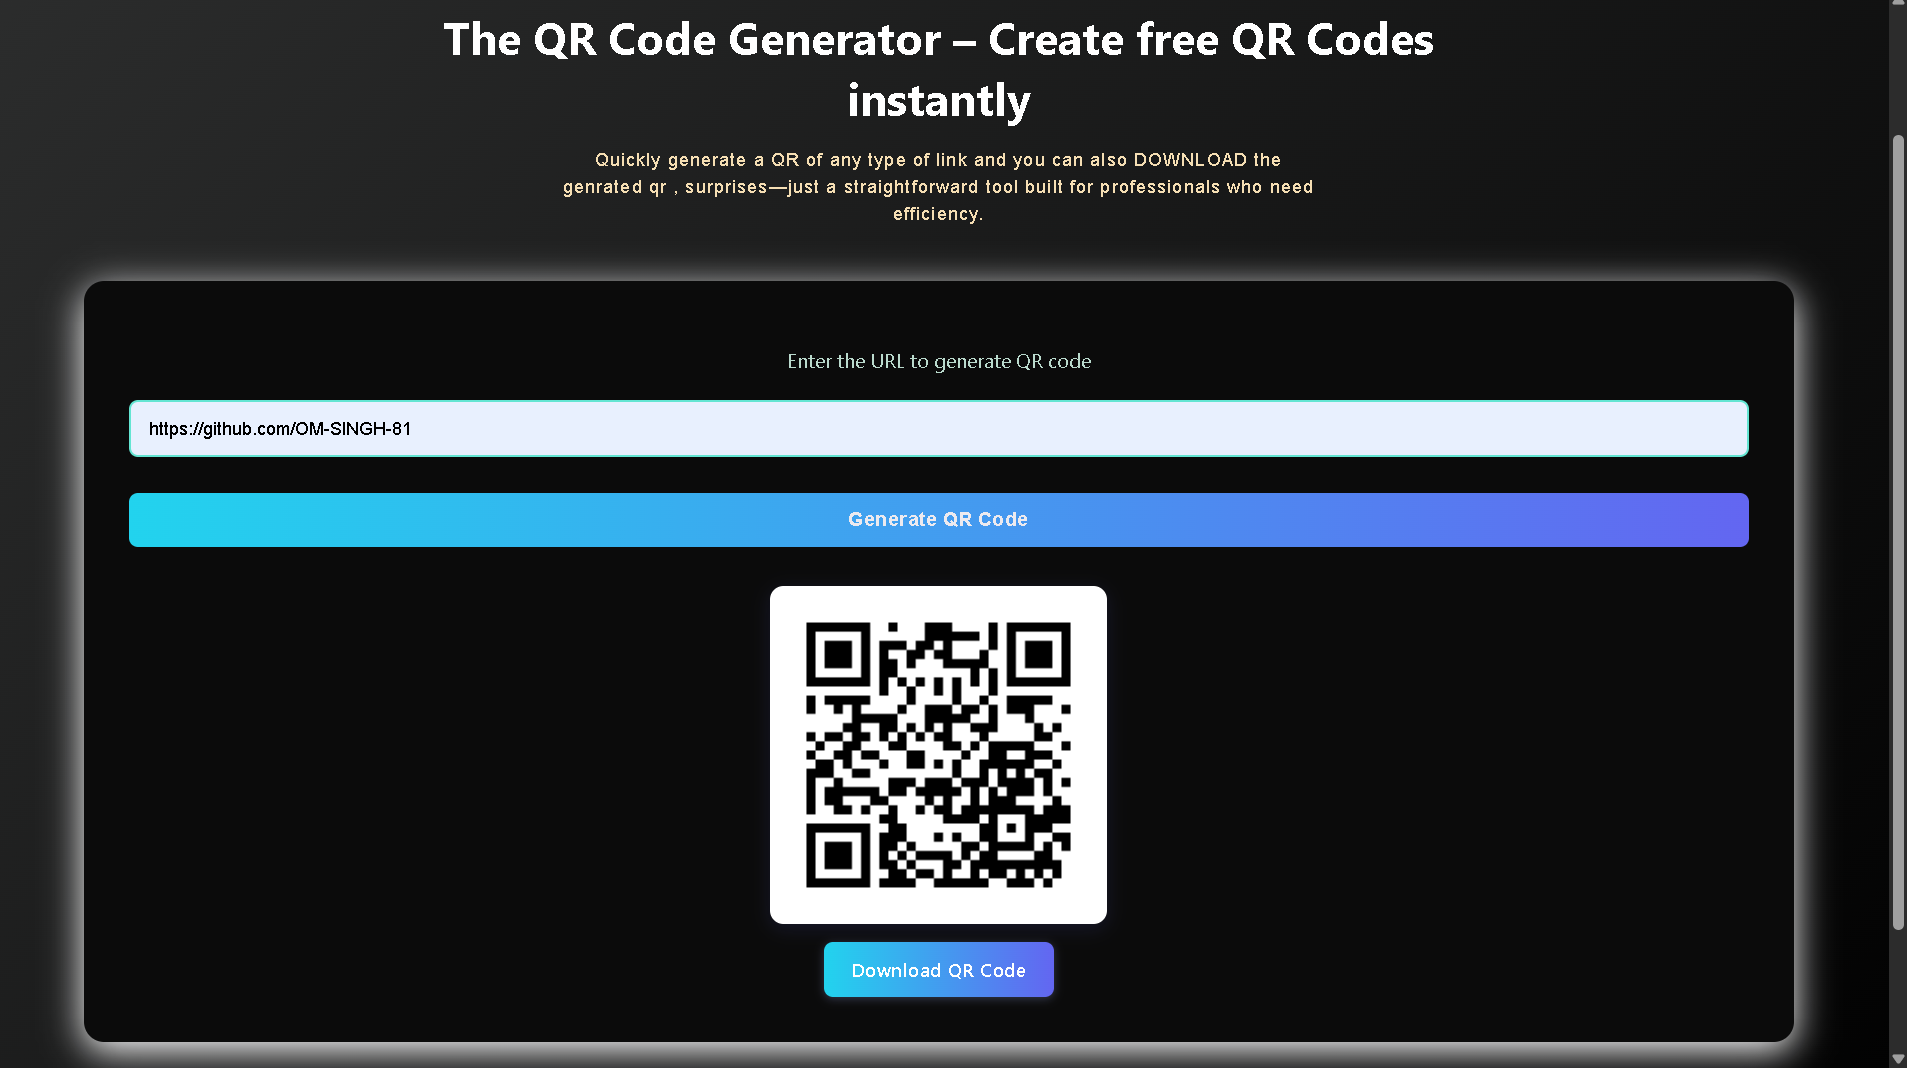 The QR Code Generator – Create free QR Codes
instantly
Quickly generate a QR of any type of link and you can also DOWNLOAD the
genrated qr , surprises—just a straightforward tool built for professionals who need
efficiency.
Enter the URL to generate QR code
https://github.com/OM-SINGH-81
Generate QR Code
Download QR Code